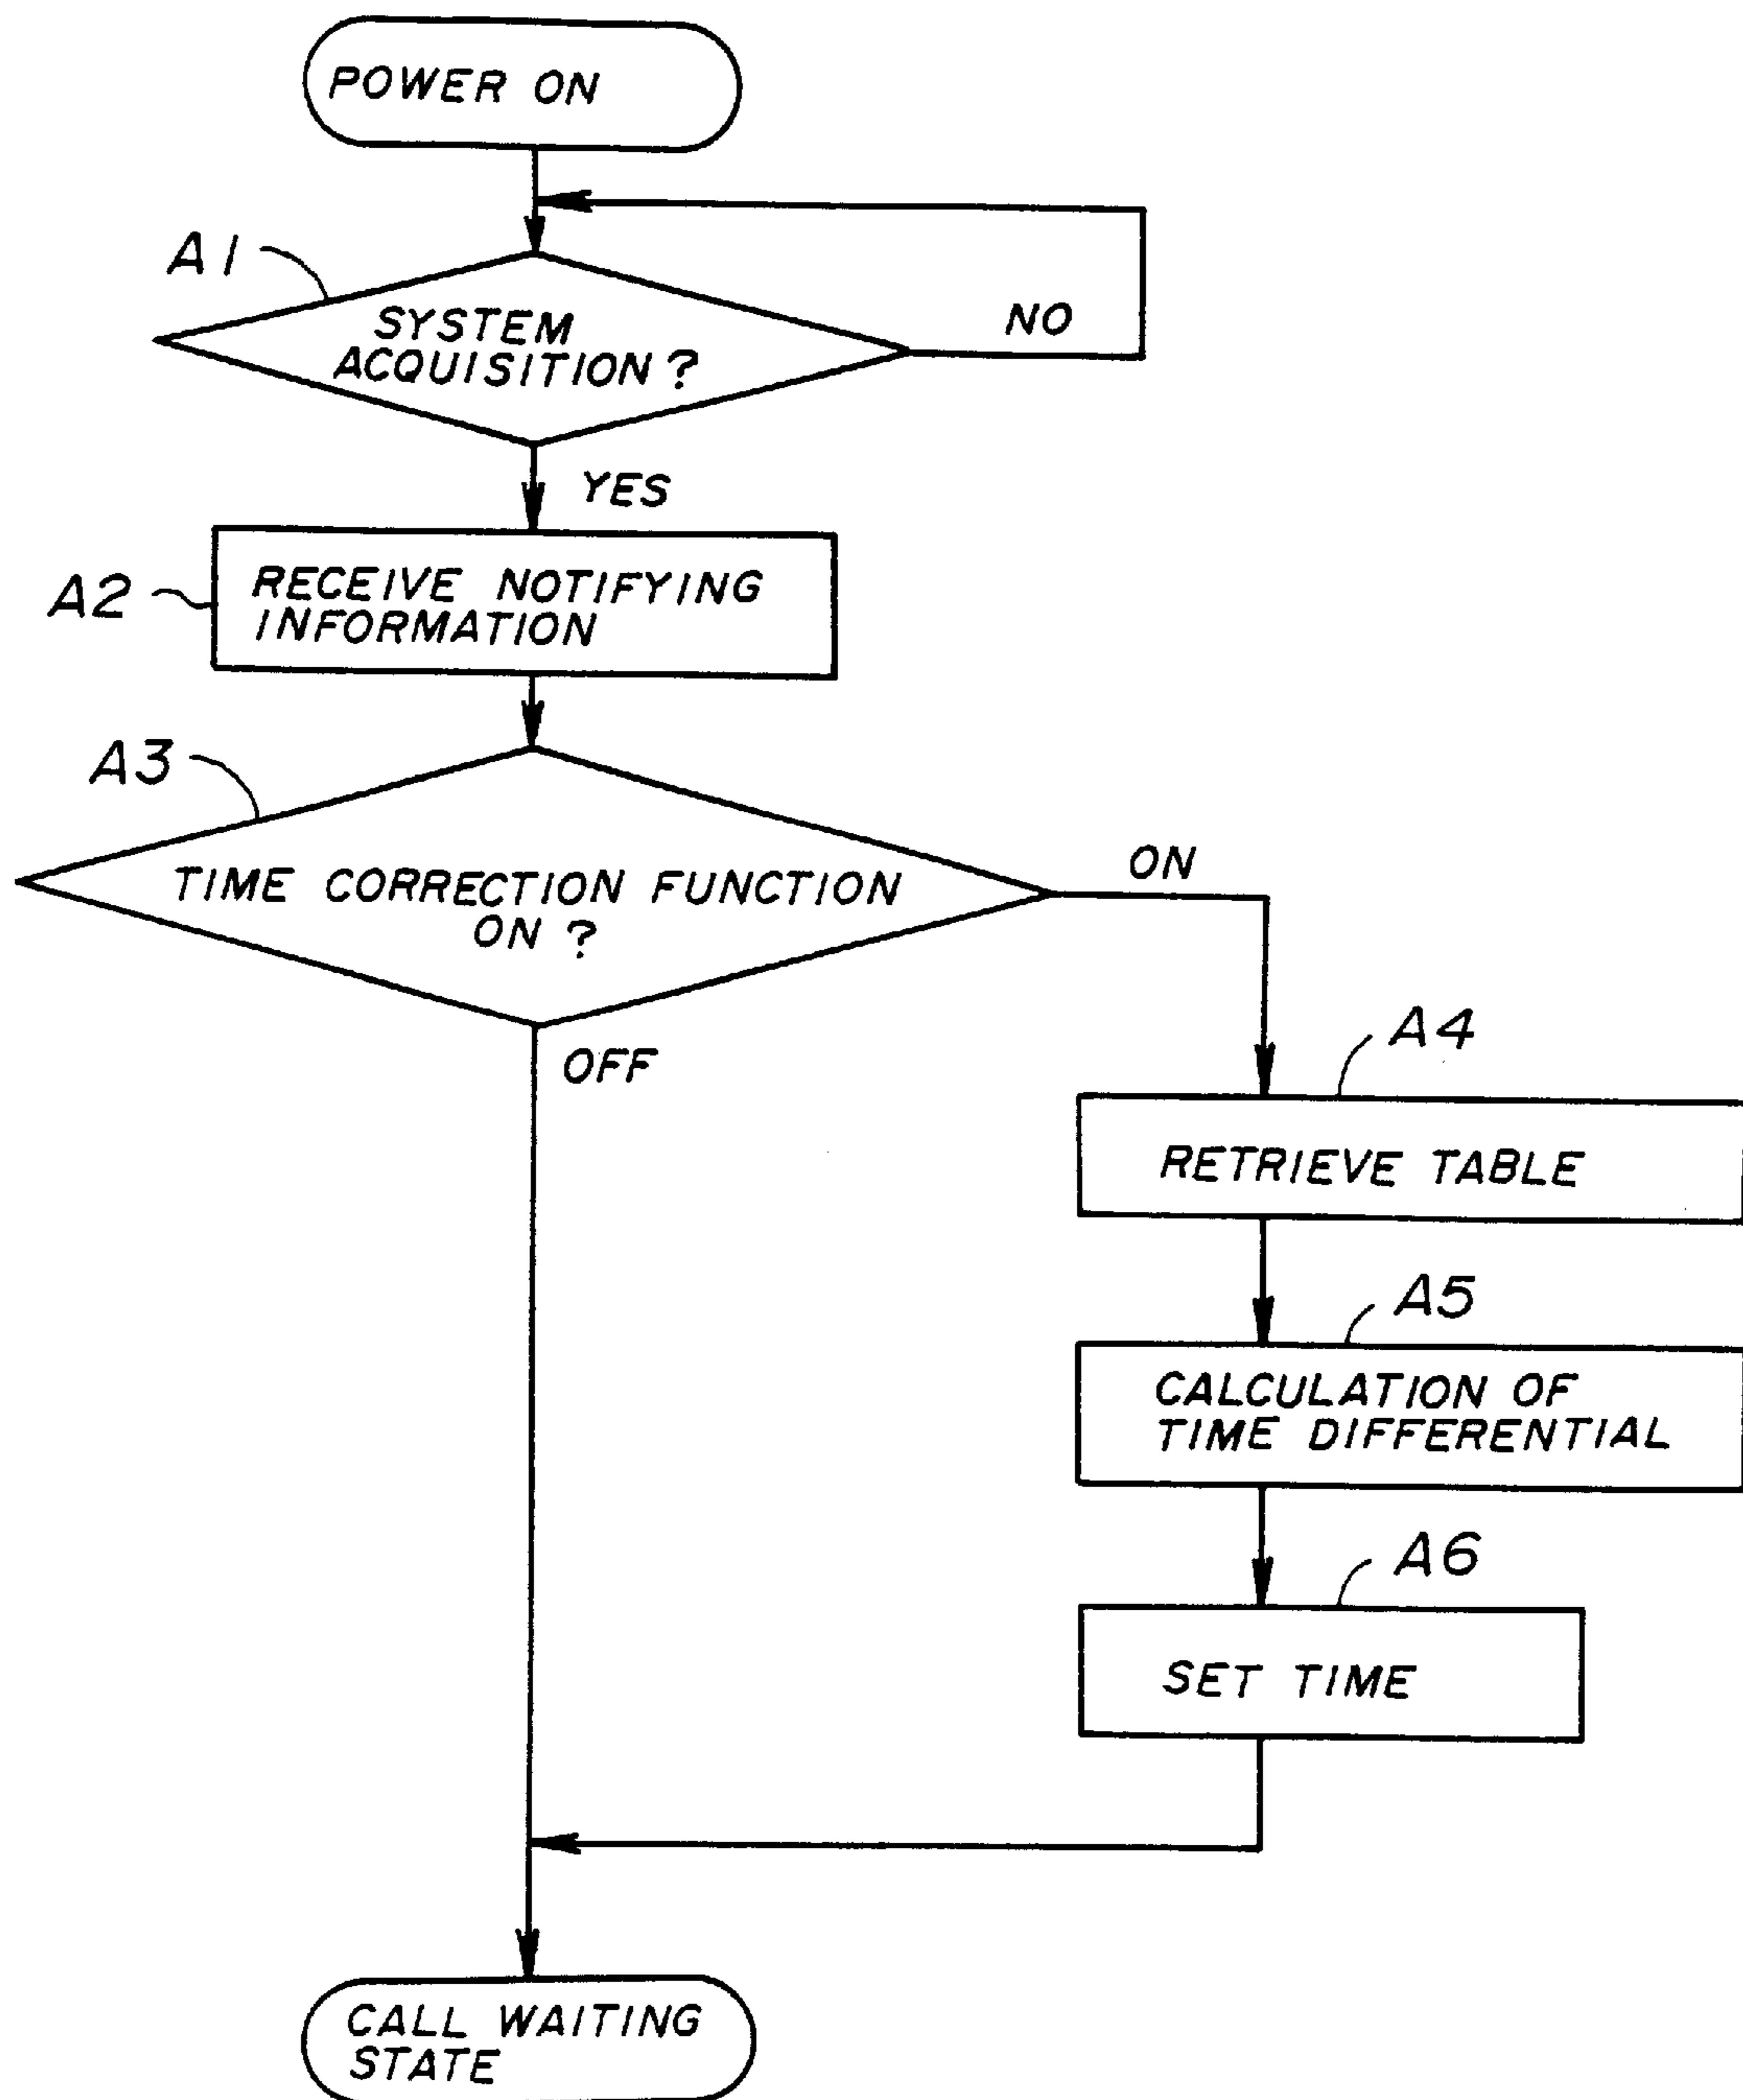 POWER ON
A1
SYSTEM
ACQUISITION?
NO
YES
A2
RECEIVE NOTIFYING
INFORMATION
A3
TIME CORRECTION FUNCTION
ON?
ON
OFF
A4
RETRIEVE TABLE
A5
CALCULATION OF
TIME DIFFERENTIAL
A6
SET TIME
CALL WAITING
STATE